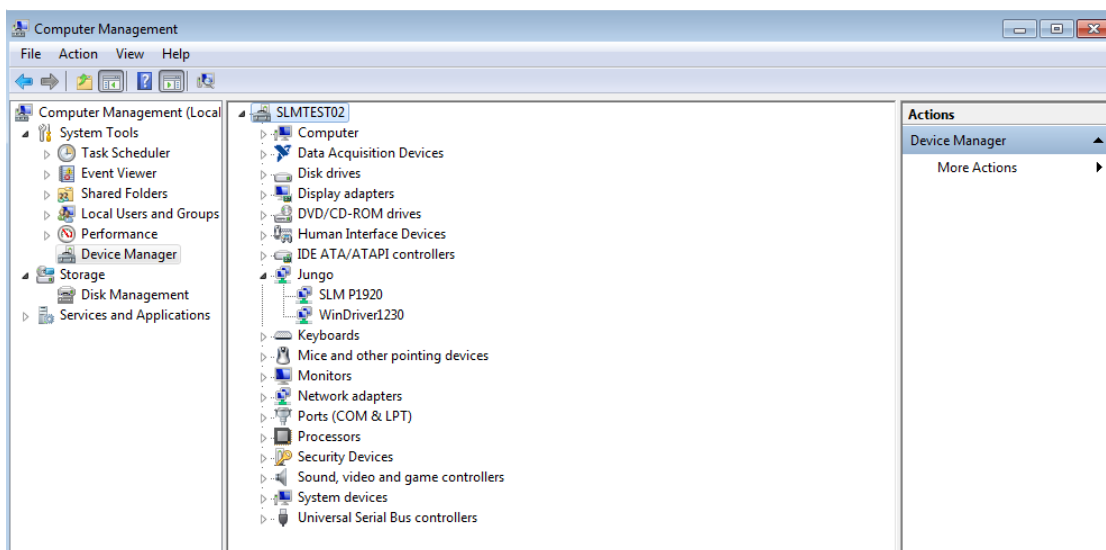 Computer Management
File Action View Help
Computer Management (Local
System Tools
Task Scheduler
Event Viewer
Shared Folders
Local Users and Groups
Performance
Device Manager
Storage
Disk Management
Services and Applications
SLMTEST02
Computer
Data Acquisition Devices
Disk drives
Display adapters
DVD/CD-ROM drives
Human Interface Devices
IDE ATA/ATAPI controllers
Jungo
SLM P1920
WinDriver1230
Keyboards
Mice and other pointing devices
Monitors
Network adapters
Ports (COM & LPT)
Processors
Security Devices
Sound, video and game controllers
System devices
Universal Serial Bus controllers
Actions
Device Manager
More Actions